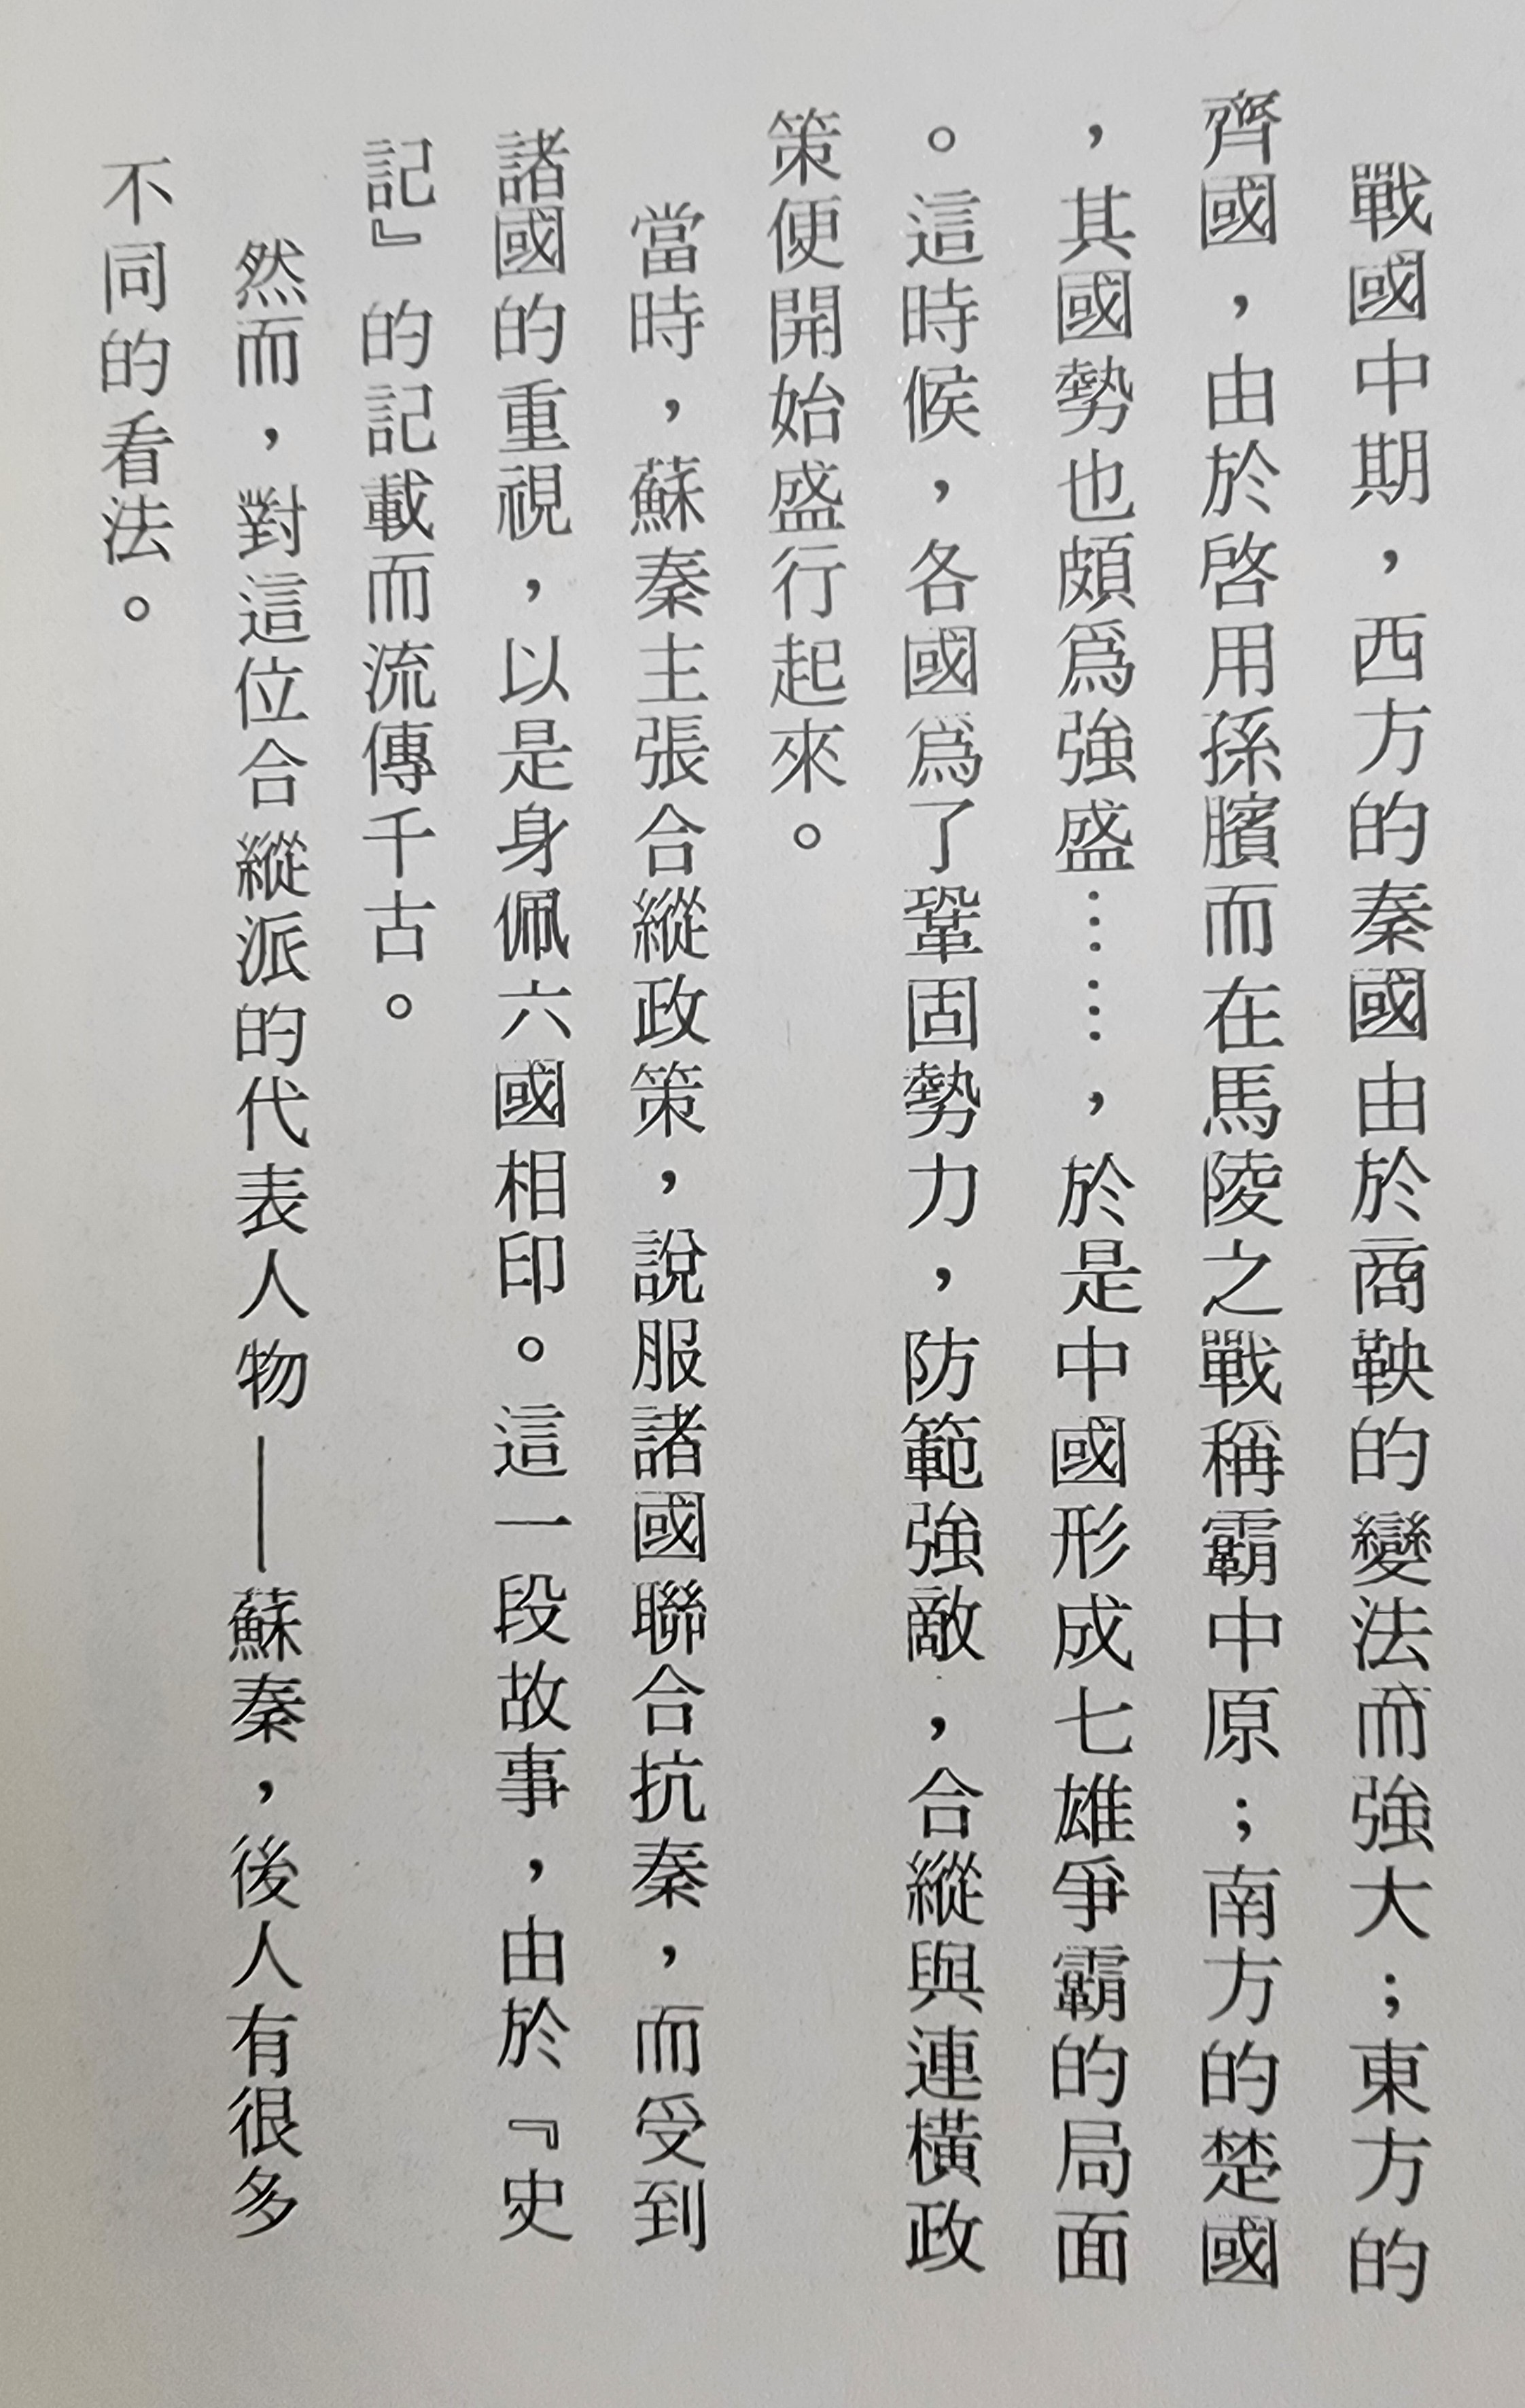 戰國中期，西方的秦國由於商鞅的變法而強大；東方的
齊國，由於啓用孫臏而在馬陵之戰稱霸中原；南方的楚國
，其國勢也頗爲強盛……，於是中國形成七雄爭霸的局面
。這時候，各國爲了鞏固勢力，防範強敵，合縱與連橫政
策便開始盛行起來。
當時，蘇秦主張合縱政策，說服諸國聯合抗秦，而受到
諸國的重視，以是身佩六國相印。這一段故事，由於『史
記』的記載而流傳千古。
然而，對這位合縱派的代表人物——蘇秦，後人有很多
不同的看法。